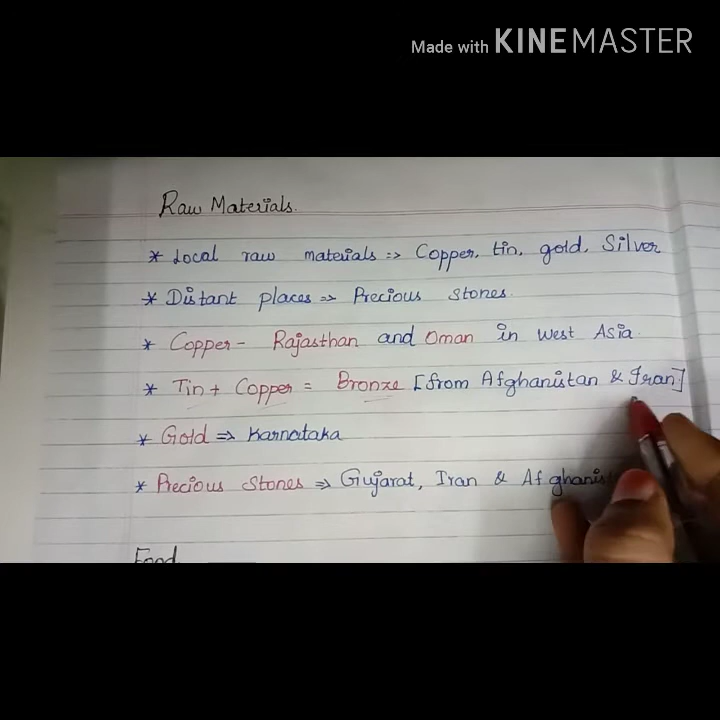 Made with KINEMASTER
Raw Materials.
* Local raw materials => Copper, tin, gold, Silver
* Distant places => Precious stones.
* Copper - Rajasthan and Oman in West Asia.
* Tin + Copper = Bronze [from Afghanistan & Iran]
* Gold => Karnataka
* Precious Stones => Gujarat, Iran & Afghanis
Food